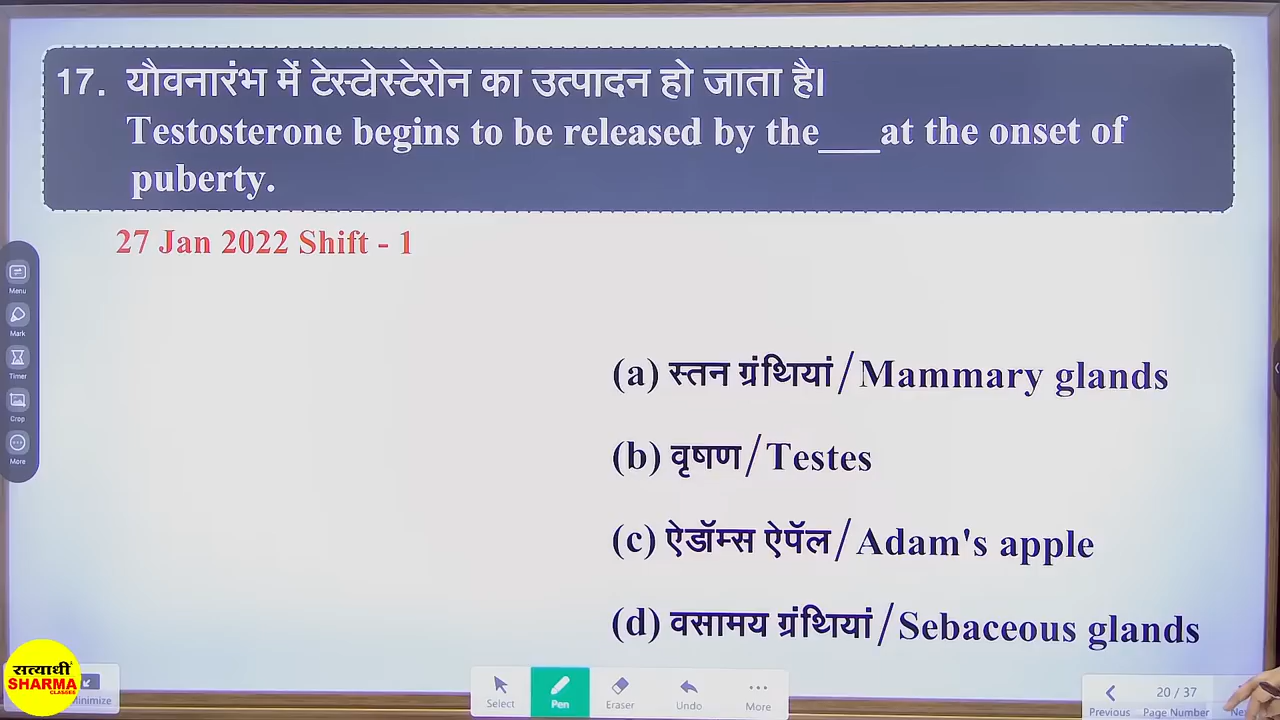 17. यौवनारंभ में टेस्टोस्टेरोन का उत्पादन हो जाता है।
Testosterone begins to be released by the___at the onset of
puberty.
27 Jan 2022 Shift - 1
(a) स्तन ग्रंथियां/Mammary glands
(b) वृषण/Testes
(c) ऐडॉम्स ऐपॅल/Adam's apple
(d) वसामय ग्रंथियां/Sebaceous glands
Menu
Mark
Timer
Crop
More
सत्यार्थी
SHARMA
CLASSES
Minimize
Select
Pen
Eraser
Undo
More
20 / 37
Previous
Page Number